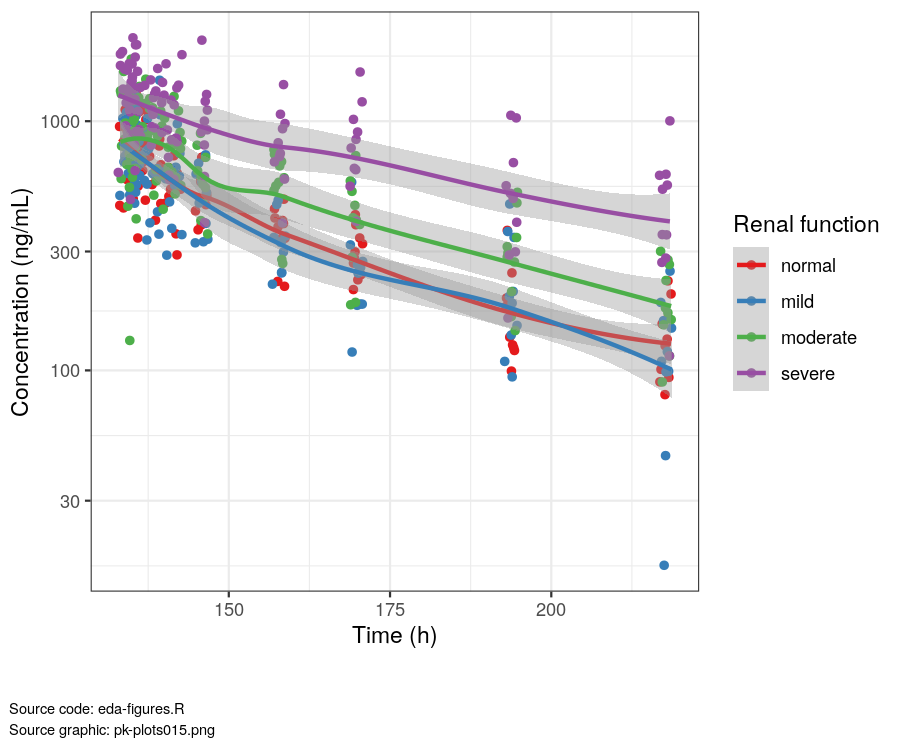 1000
300
100
30
Concentration (ng/mL)
150
175
200
Time (h)
Renal function
normal
mild
moderate
severe
Source code: eda-figures.R
Source graphic: pk-plots015.png